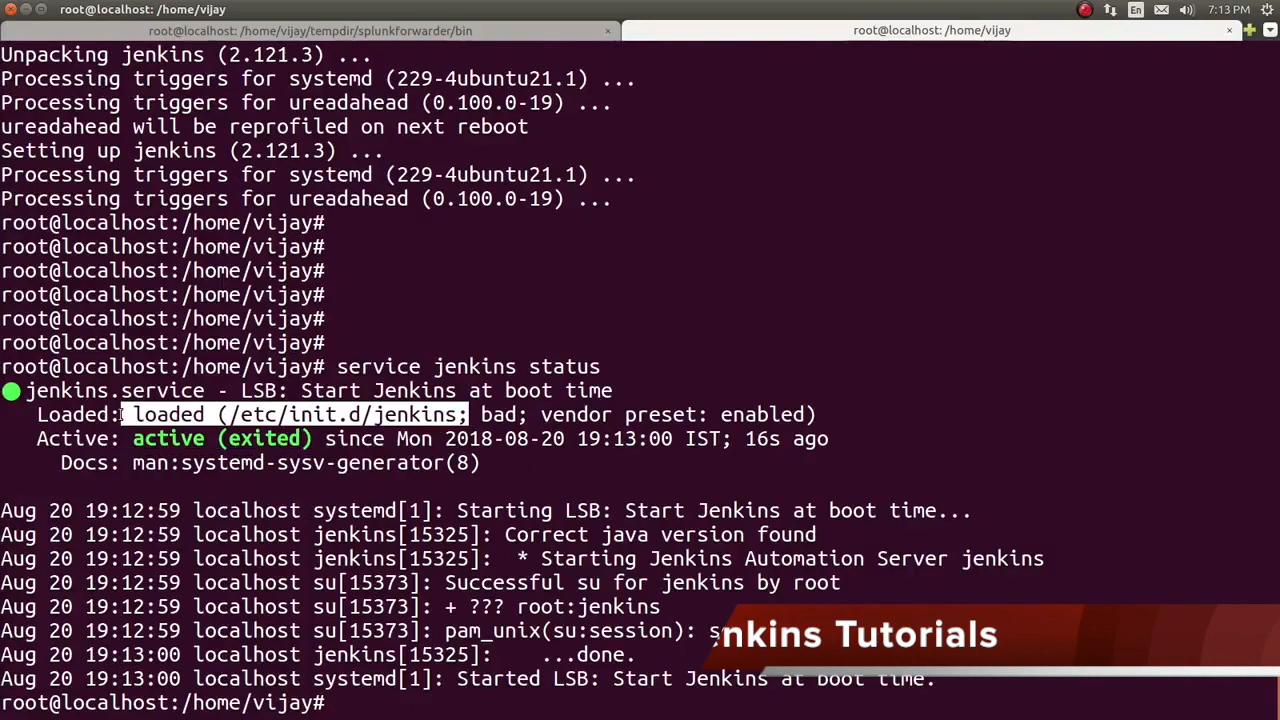 root@localhost: /home/vijay
En
7:13 PM
root@localhost: /home/vijay/tempdir/splunkforwarder/bin
root@localhost: /home/vijay
Unpacking jenkins (2.121.3) ...
Processing triggers for systemd (229-4ubuntu21.1) ...
Processing triggers for ureadahead (0.100.0-19) ...
ureadahead will be reprofiled on next reboot
Setting up jenkins (2.121.3) ...
Processing triggers for systemd (229-4ubuntu21.1) ...
Processing triggers for ureadahead (0.100.0-19) ...
root@localhost:/home/vijay#
root@localhost:/home/vijay#
root@localhost:/home/vijay#
root@localhost:/home/vijay#
root@localhost:/home/vijay#
root@localhost:/home/vijay#
root@localhost:/home/vijay# service jenkins status
jenkins.service - LSB: Start Jenkins at boot time
Loaded: loaded (/etc/init.d/jenkins; bad; vendor preset: enabled)
Active: active (exited) since Mon 2018-08-20 19:13:00 IST; 16s ago
Docs: man:systemd-sysv-generator(8)
Aug 20 19:12:59 localhost systemd[1]: Starting LSB: Start Jenkins at boot time...
Aug 20 19:12:59 localhost jenkins[15325]: Correct java version found
Aug 20 19:12:59 localhost jenkins[15325]:  * Starting Jenkins Automation Server jenkins
Aug 20 19:12:59 localhost su[15373]: Successful su for jenkins by root
Aug 20 19:12:59 localhost su[15373]: + ??? root:jenkins
Aug 20 19:12:59 localhost su[15373]: pam_unix(su:session):
nkins Tutorials
Aug 20 19:13:00 localhost jenkins[15325]:    ...done.
Aug 20 19:13:00 localhost systemd[1]: Started LSB: Start Jenkins at boot time.
root@localhost:/home/vijay#